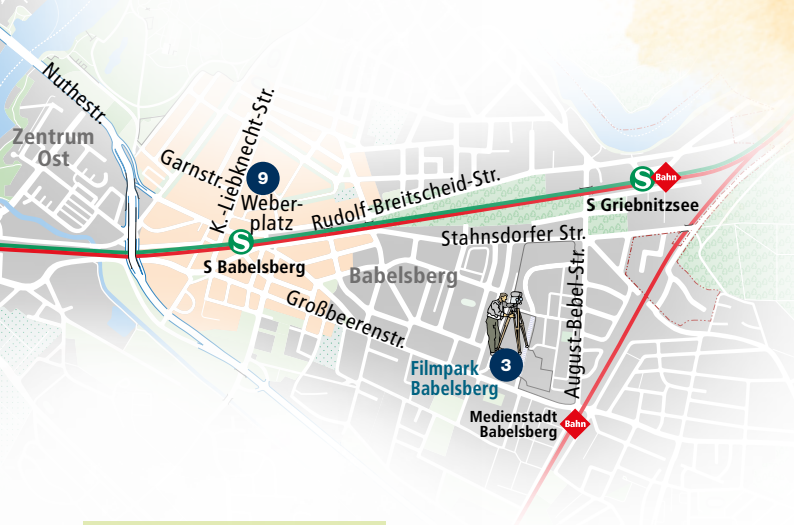 Nuthestr.
Zentrum
Ost
Garnstr.
K.-Liebknecht-Str.
9
Weber-
platz
Rudolf-Breitscheid-Str.
S
Bahn
S Griebnitzsee
Stahnsdorfer Str.
S
S Babelsberg
Babelsberg
Großbeerenstr.
August-Bebel-Str.
Filmpark
Babelsberg
3
Medienstadt
Babelsberg
Bahn